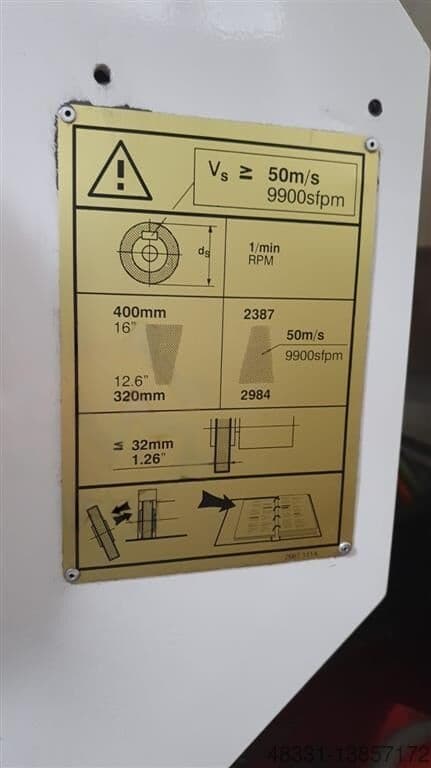 Vs ≥ 50m/s
9900sfpm
ds
1/min
RPM
400mm
16"
2387
50m/s
9900sfpm
12.6"
320mm
2984
≤ 32mm
1.26"
48331-13857172